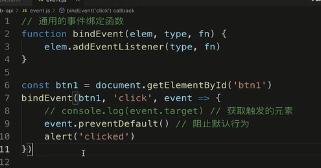 b-api > event.js > bindEvent('click') callback
1 // 通用的事件绑定函数
2 function bindEvent(elem, type, fn) {
3 elem.addEventListener(type, fn)
4 }
5
6 const btn1 = document.getElementById('btn1')
7 bindEvent(btn1, 'click', event => {
8 // console.log(event.target) // 获取触发的元素
9 event.preventDefault() // 阻止默认行为
10 alert('clicked')
11 })
12